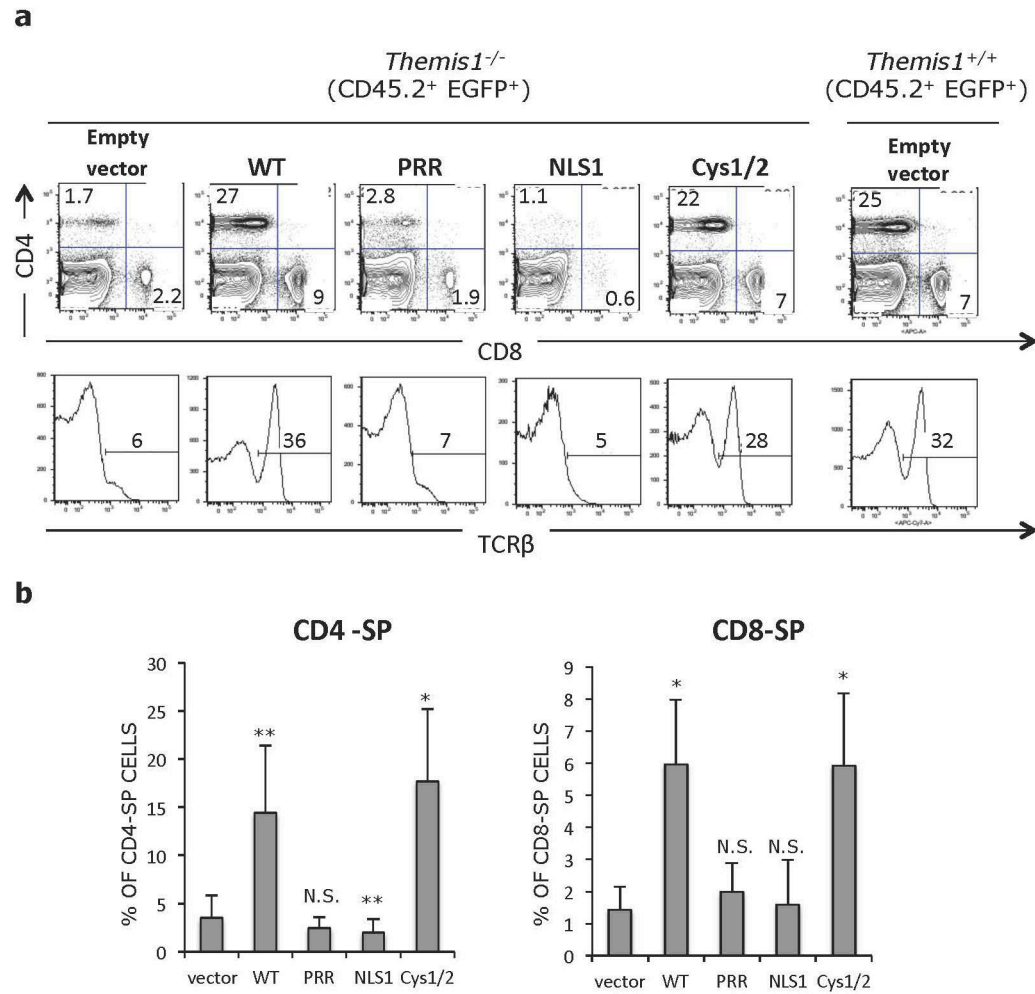 a
Themis1-/-
(CD45.2+ EGFP+)
Themis1+/+
(CD45.2+ EGFP+)
Empty
vector
WT
PRR
NLS1
Cys1/2
Empty
vector
CD4
1.7
2.2
27
9
2.8
1.9
1.1
0.6
22
7
25
7
<APC-A>
CD8
6
36
7
5
28
32
<APC-Cy7-A>
TCRβ
b
CD4 -SP
% OF CD4-SP CELLS
30
25
20
15
10
5
0
**
N.S.
**
*
vector WT PRR NLS1 Cys1/2
CD8-SP
% OF CD8-SP CELLS
9
8
7
6
5
4
3
2
1
0
*
N.S.
N.S.
*
vector WT PRR NLS1 Cys1/2